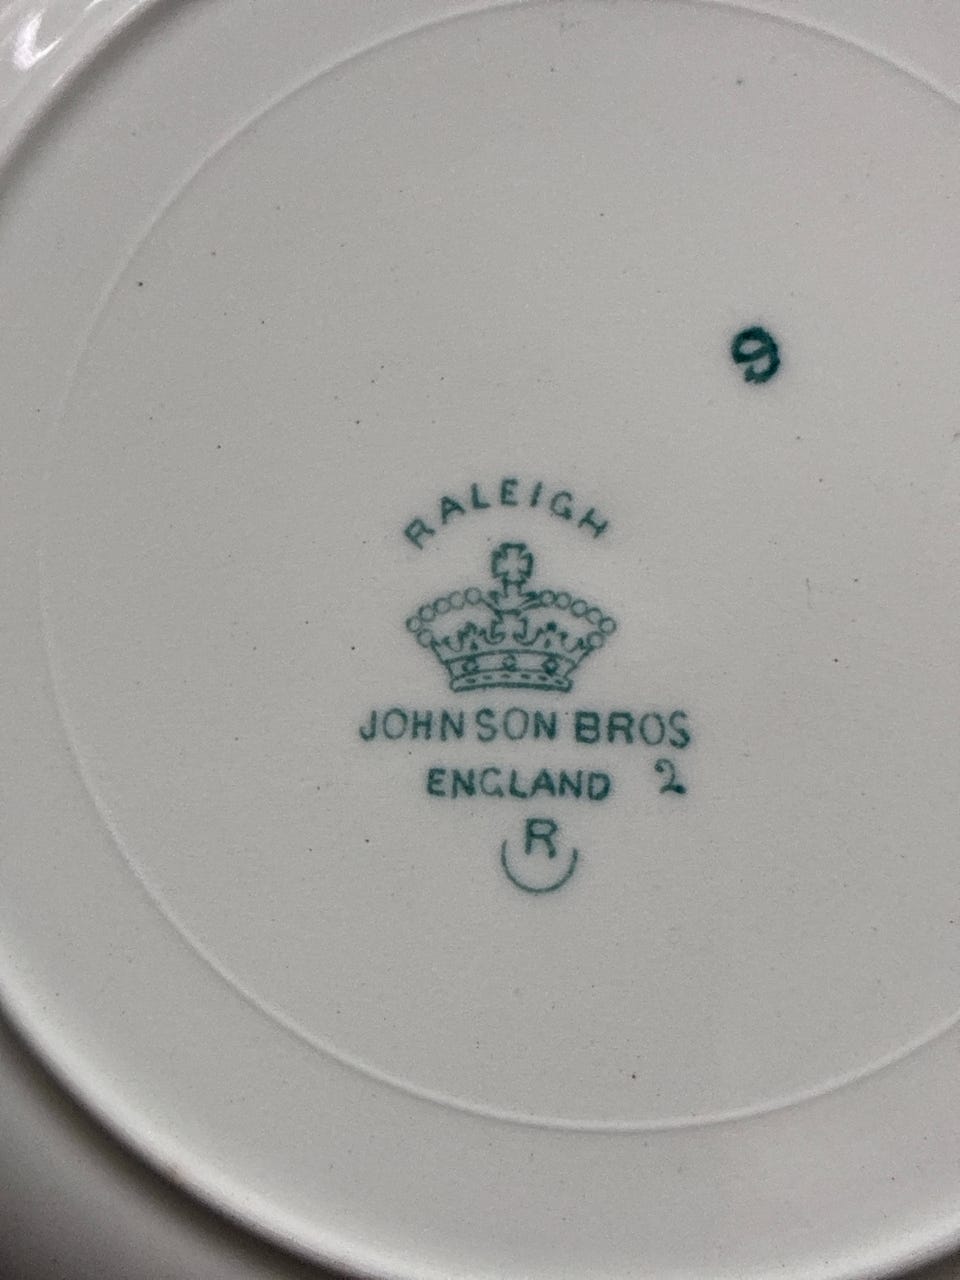 9
RALEIGH
JOHNSON BROS
ENGLAND 2
R